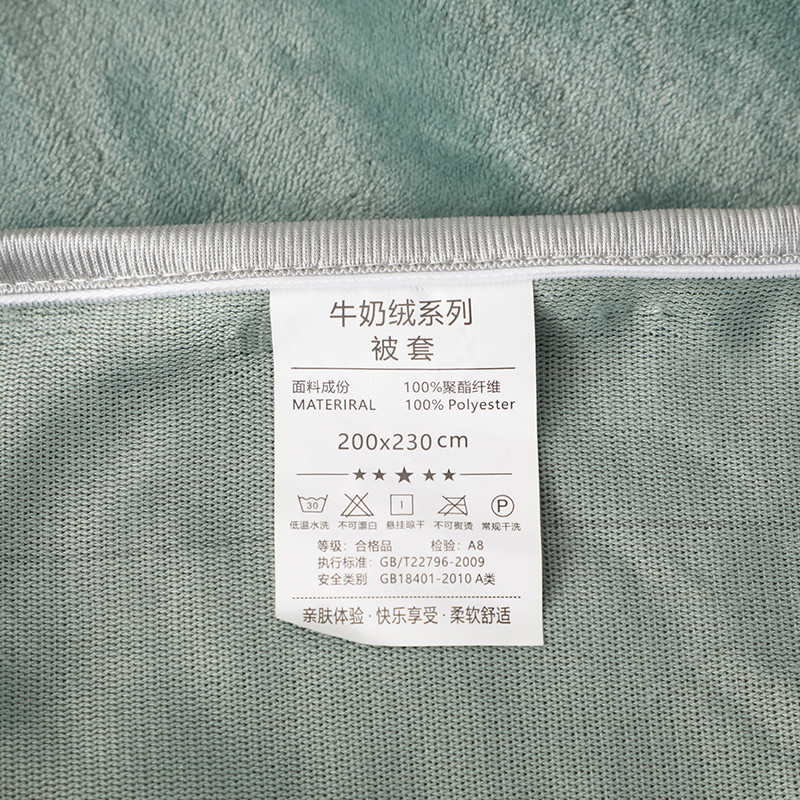 牛奶绒系列
被套
面料成份 100%聚酯纤维
MATERIRAL 100% Polyester
200x230cm
30 P
低温水洗 不可漂白 悬挂晾干 不可熨烫 常规干洗
等级：合格品 检验：A8
执行标准：GB/T22796-2009
安全类别 GB18401-2010 A类
亲肤体验·快乐享受·柔软舒适